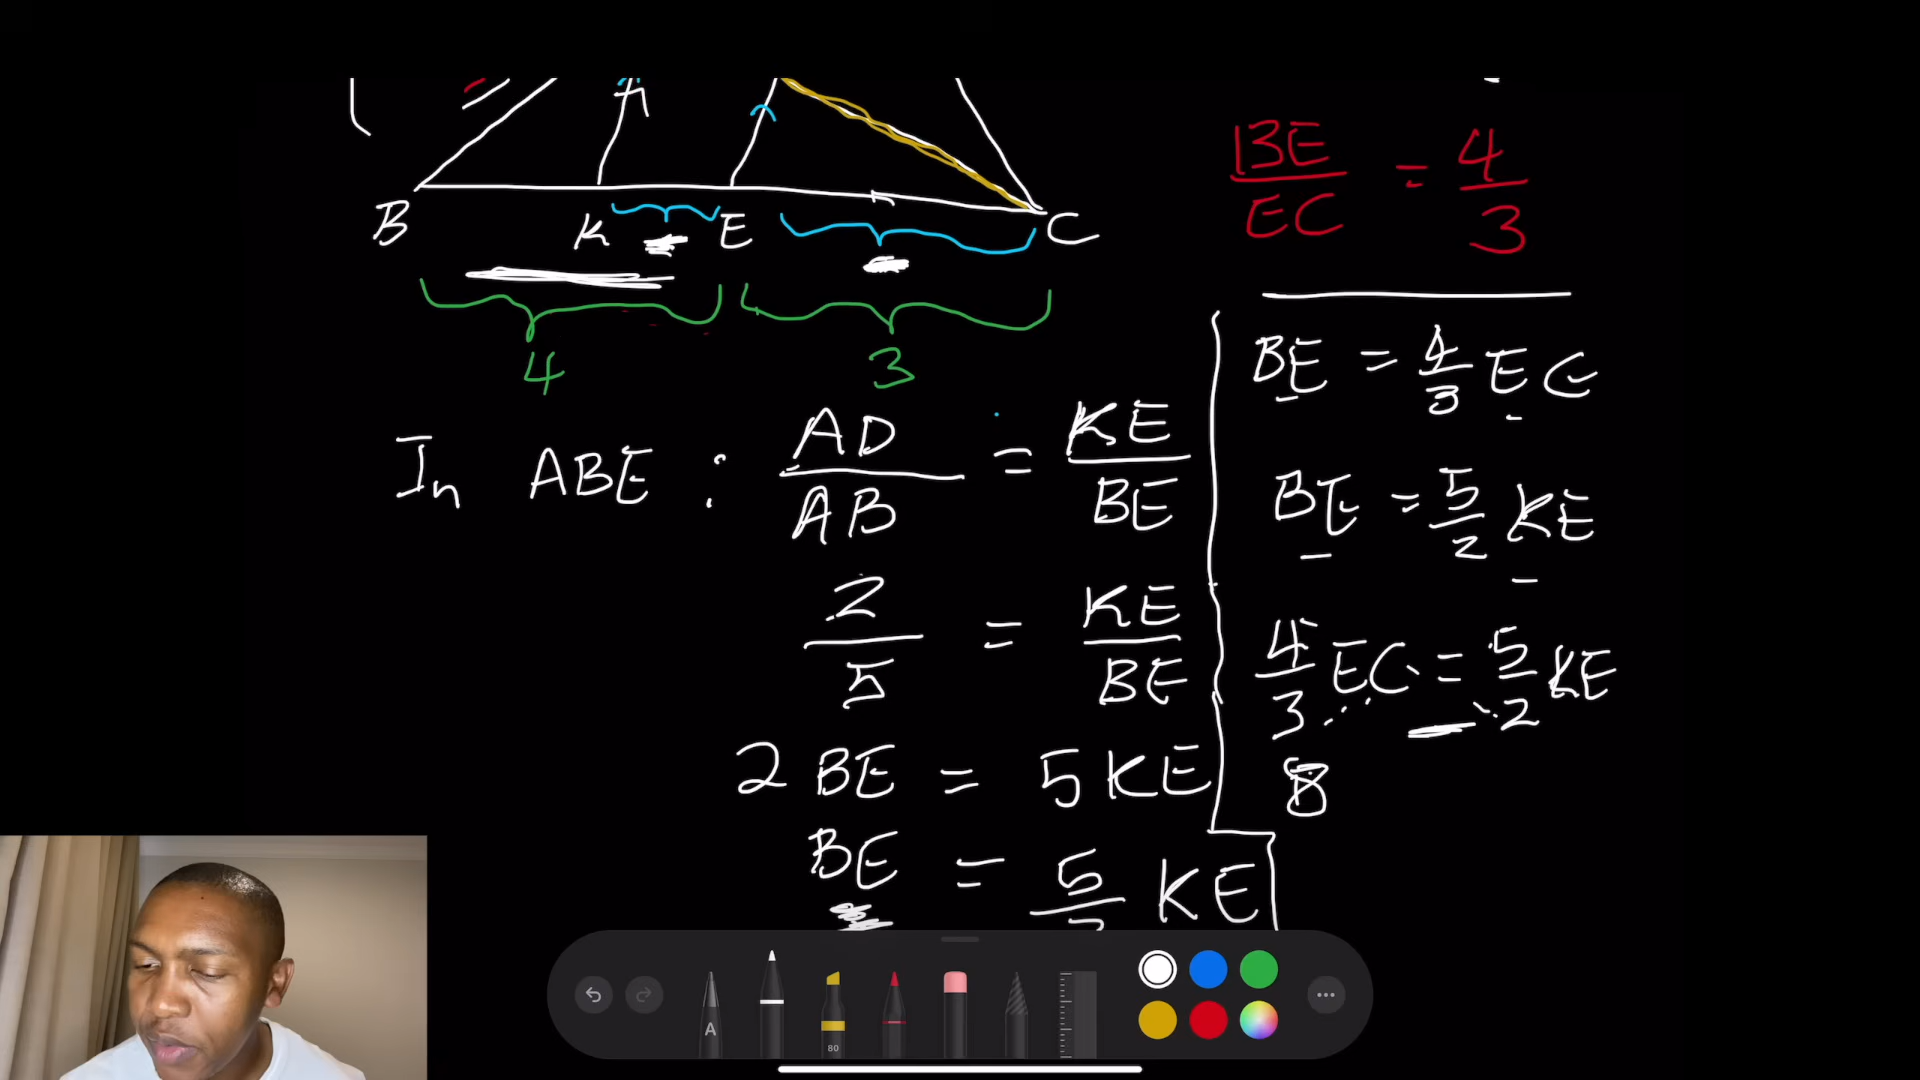 B K E C
4 3
In ABE : AD/AB = KE/BE
2/5 = KE/BE
2 BE = 5 KE
BE = 5/2 KE
BE/EC = 4/3
BE = 4/3 EC
BE = 5/2 KE
4/3 EC = 5/2 KE
8
A
80